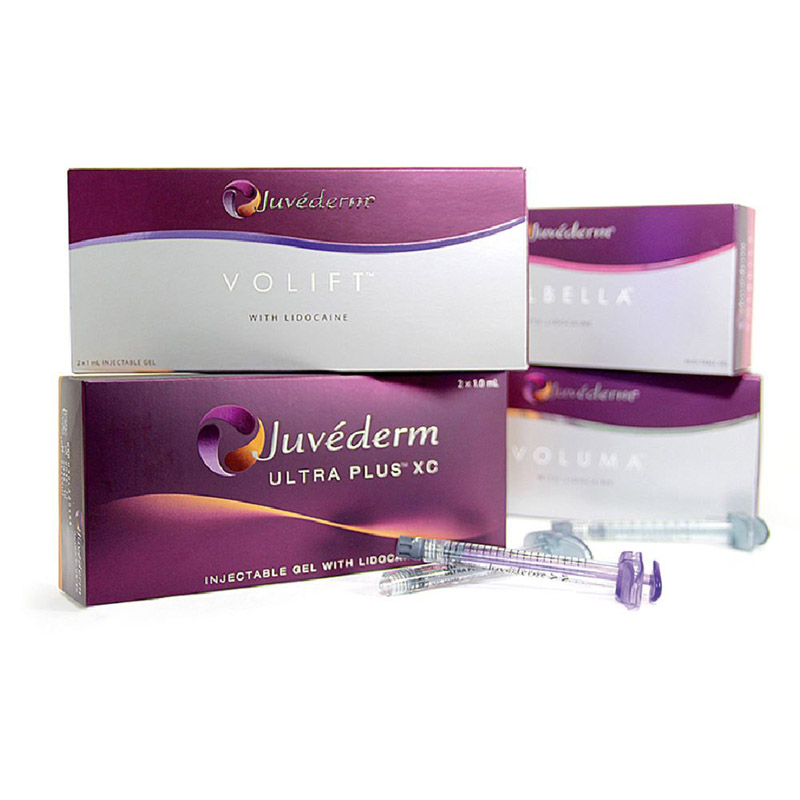 Juvéderm
VOLIFT™
WITH LIDOCAINE
2 x 1 mL INJECTABLE GEL
Juvéderm
LBELLA
Juvéderm
VOLUMA
2 x 1.0 mL
Juvéderm
ULTRA PLUS™ XC
INJECTABLE GEL WITH LIDOCA
Juvéderm